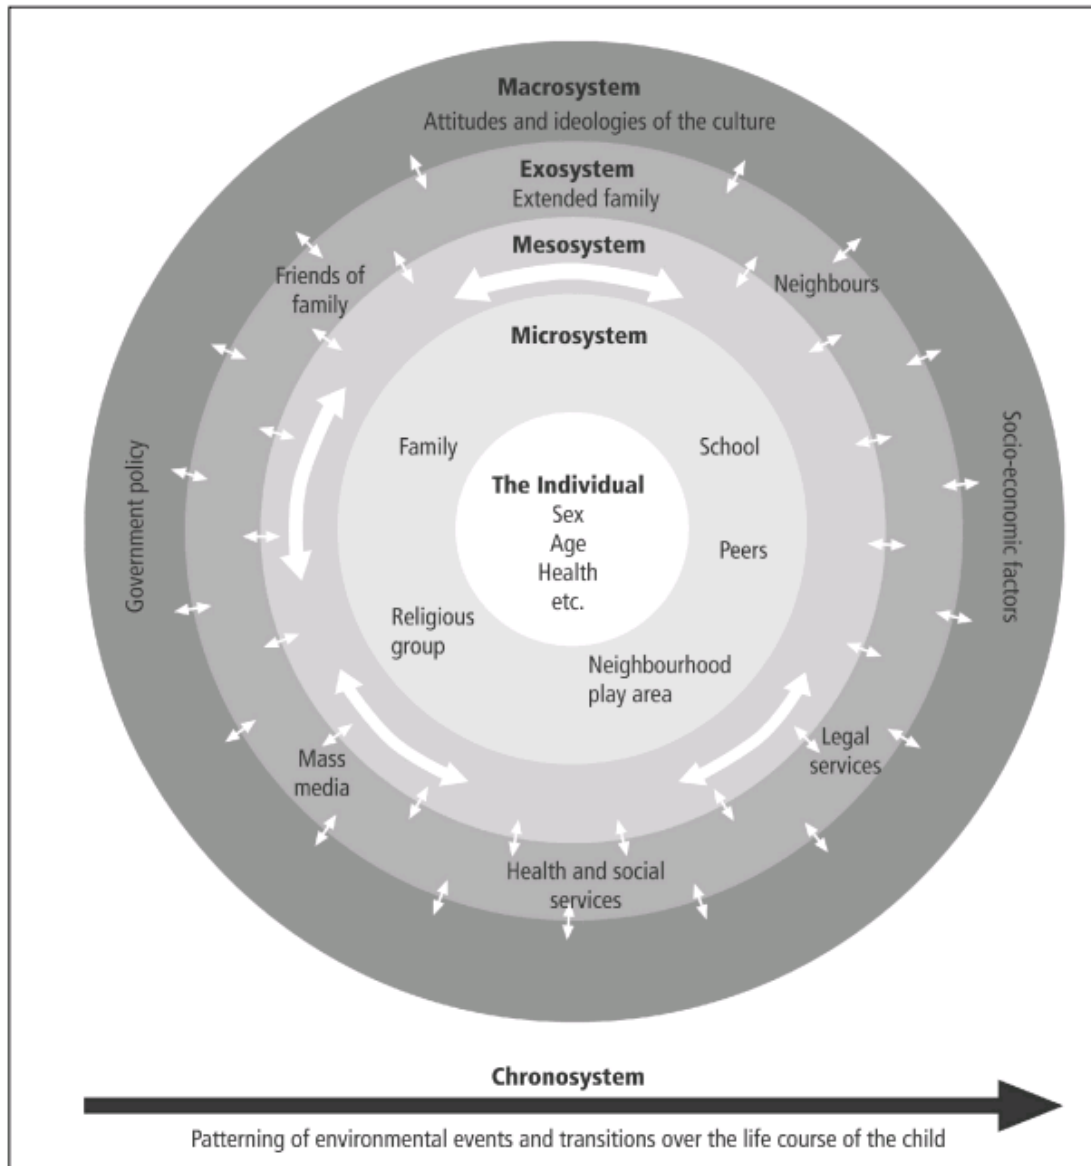 Macrosystem
Attitudes and ideologies of the culture
Exosystem
Extended family
Mesosystem
Friends of
family
Neighbours
Microsystem
Family
School
Government policy
Socio-economic factors
The Individual
Sex
Age
Health
etc.
Peers
Religious
group
Neighbourhood
play area
Mass
media
Legal
services
Health and social
services
Chronosystem
Patterning of environmental events and transitions over the life course of the child